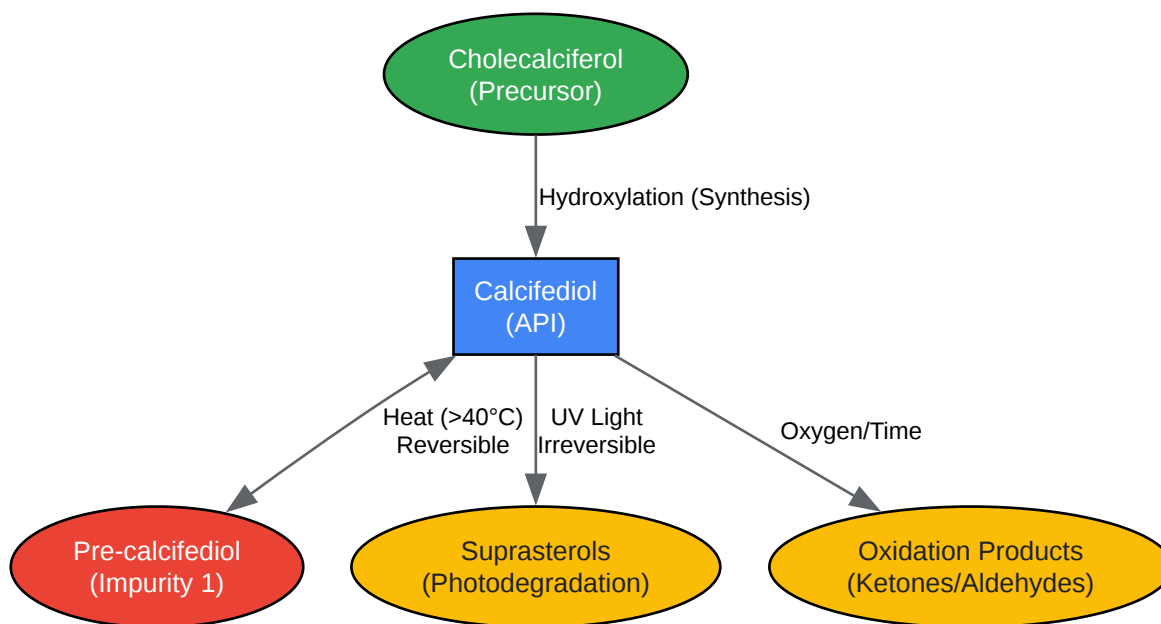 Cholecalciferol
(Precursor)
Hydroxylation (Synthesis)
Calcifediol
(API)
Heat (>40°C)
Reversible
UV Light
Irreversible
Oxygen/Time
Pre-calcifediol
(Impurity 1)
Suprasterols
(Photodegradation)
Oxidation Products
(Ketones/Aldehydes)